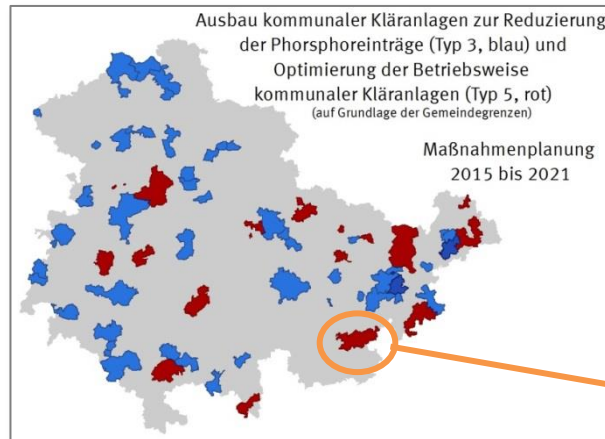 Ausbau kommunaler Kläranlagen zur Reduzierung
der Phorsphoreinträge (Typ 3, blau) und
Optimierung der Betriebsweise
kommunaler Kläranlagen (Typ 5, rot)
(auf Grundlage der Gemeindegrenzen)
Maßnahmenplanung
2015 bis 2021